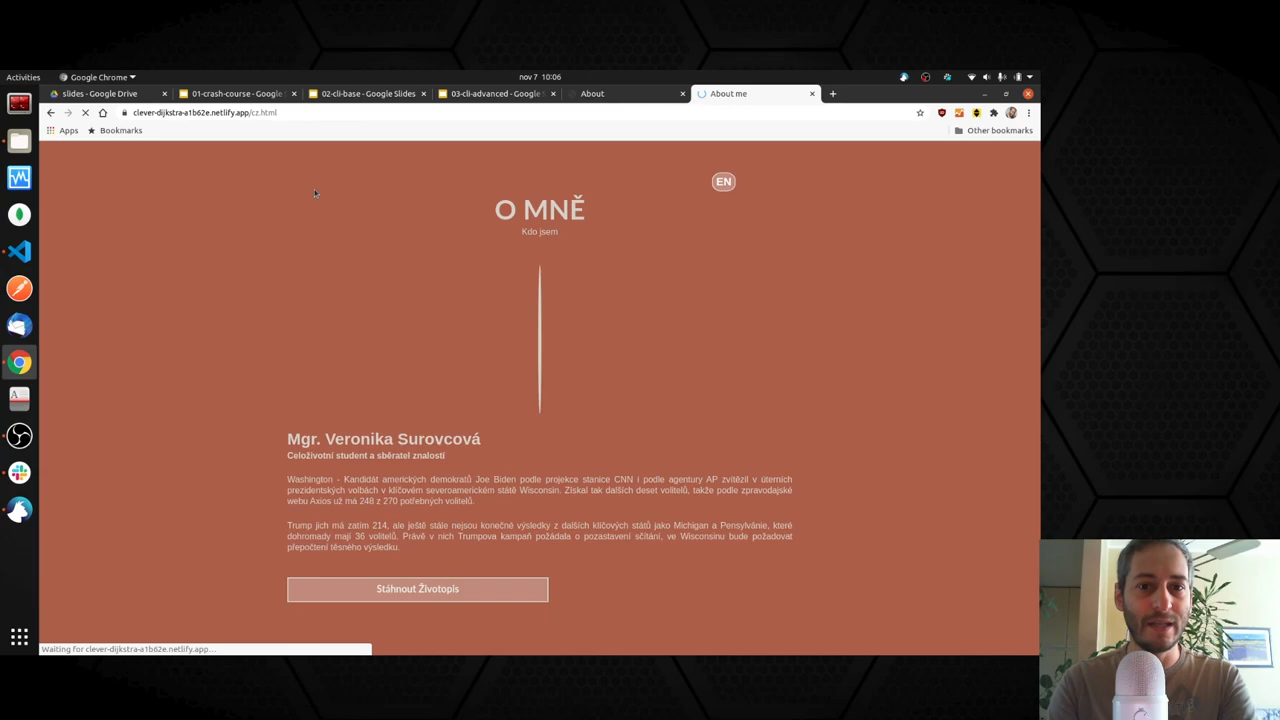 Activities
Google Chrome
nov 7 10:06
slides - Google Drive
01-crash-course - Google
02-cli-base - Google Slides
03-cli-advanced - Google S
About
About me
clever-dijkstra-a1b62e.netlify.app/cz.html
Apps
Bookmarks
Other bookmarks
EN
O MNĚ
Kdo jsem
Mgr. Veronika Surovcová
Celoživotní student a sběratel znalostí
Washington - Kandidát amerických demokratů Joe Biden podle projekce stanice CNN i podle agentury AP zvítězil v úterních
prezidentských volbách v klíčovém severoamerickém státě Wisconsin. Získal tak dalších deset volitelů, takže podle zpravodajské
webu Axios už má 248 z 270 potřebných volitelů.
Trump jich má zatím 214, ale ještě stále nejsou konečné výsledky z dalších klíčových států jako Michigan a Pensylvánie, které
dohromady mají 36 volitelů. Právě v nich Trumpova kampaň požádala o pozastavení sčítání, ve Wisconsinu bude požadovat
přepočtení těsného výsledku.
Stáhnout Životopis
Waiting for clever-dijkstra-a1b62e.netlify.app...